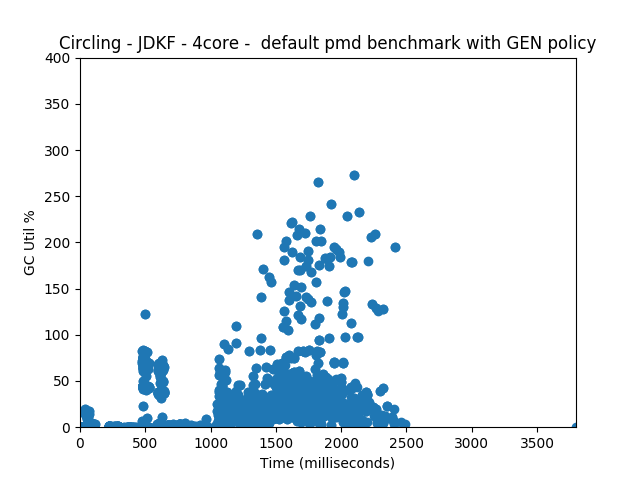 Circling - JDKF - 4core -  default pmd benchmark with GEN policy
400
350
300
250
200
150
100
50
0
GC Util %
0 500 1000 1500 2000 2500 3000 3500
Time (milliseconds)